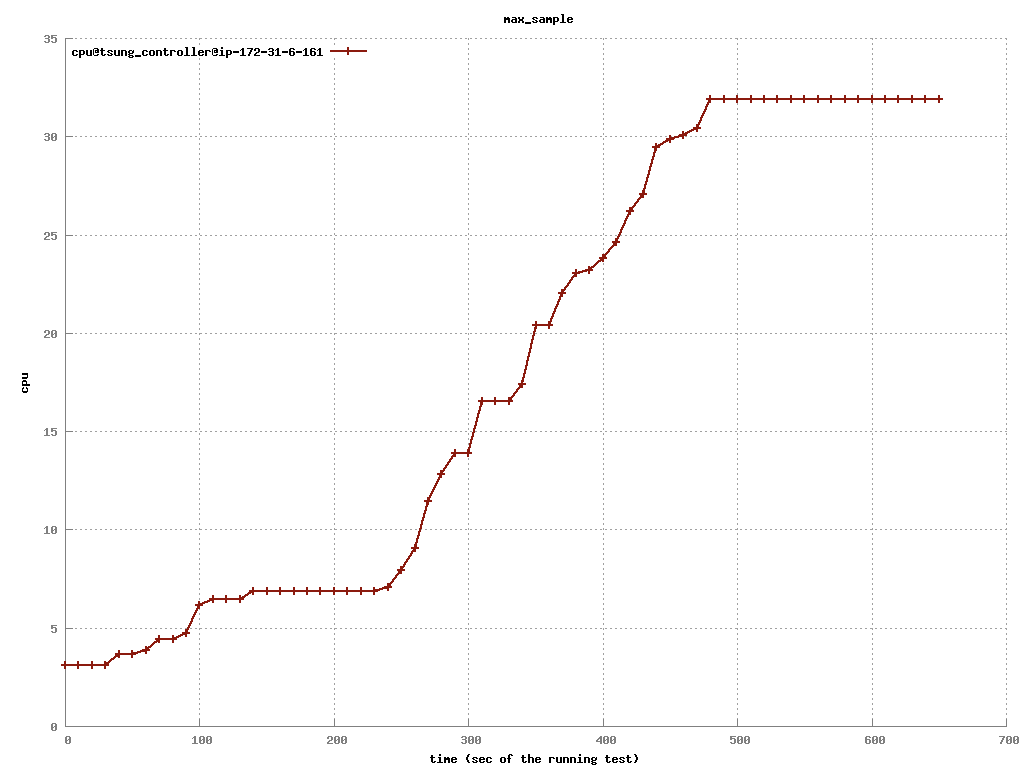 max_sample
cpu@tsung_controller@ip-172-31-6-161
35
30
25
20
15
10
5
0
cpu
0 100 200 300 400 500 600 700
time (sec of the running test)